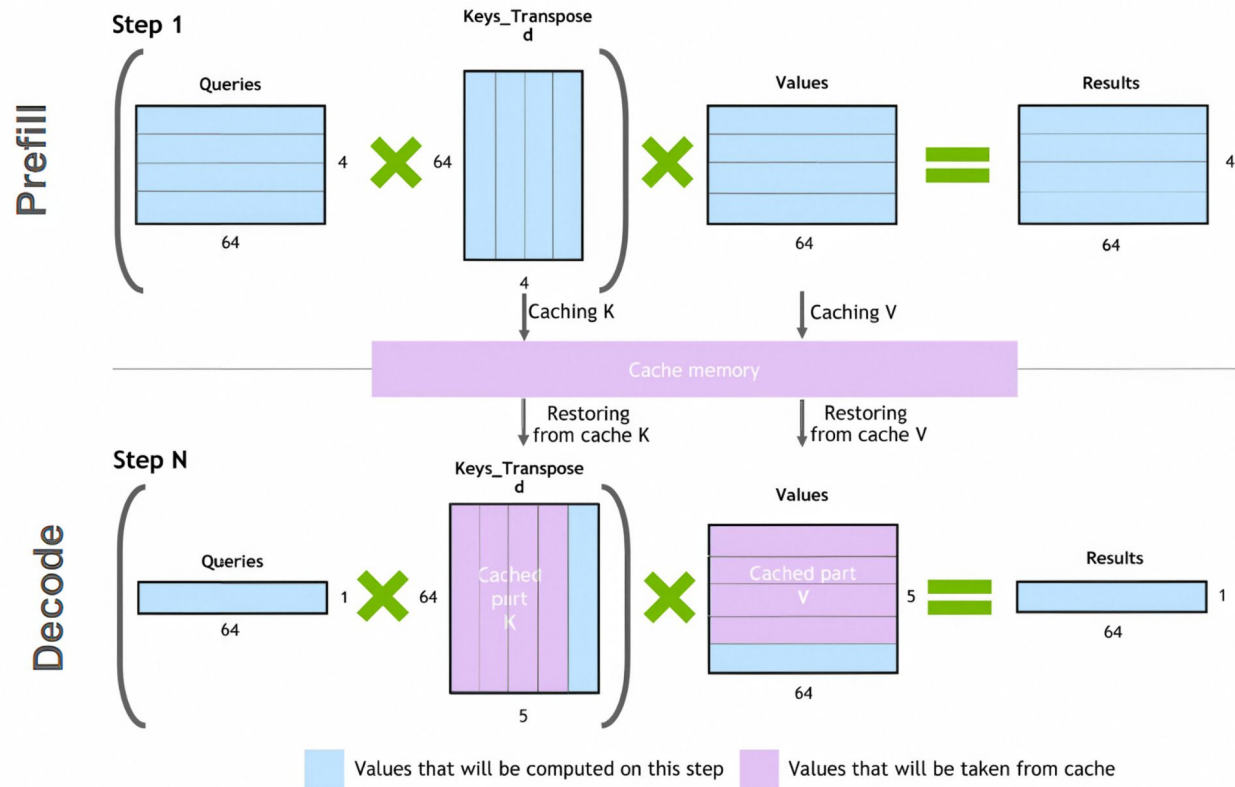 Prefill
Step 1
Queries
4
64
Keys_Transpose
d
64
4
Values
64
Results
4
64
Caching K
Caching V
Cache memory
Restoring
from cache K
Restoring
from cache V
Decode
Step N
Queries
1
64
Keys_Transpose
d
64
Cached
part
K
5
Values
Cached part
V
5
64
Results
1
64
Values that will be computed on this step
Values that will be taken from cache